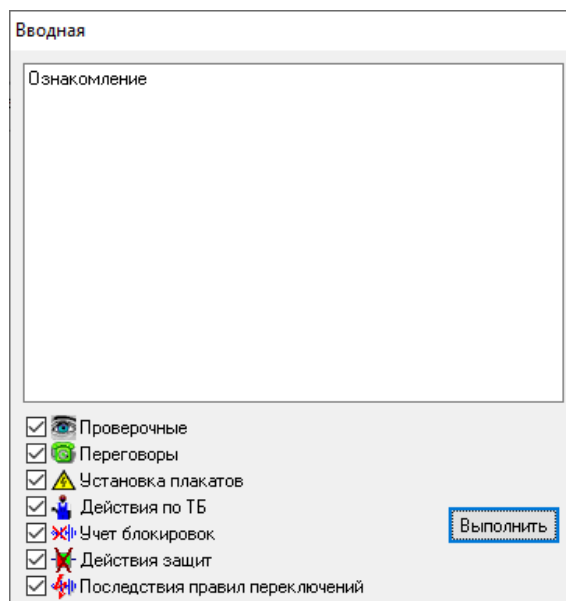 Вводная
Ознакомление
Проверочные
Переговоры
Установка плакатов
Действия по ТБ
Учет блокировок
Выполнить
Действия защит
Последствия правил переключений